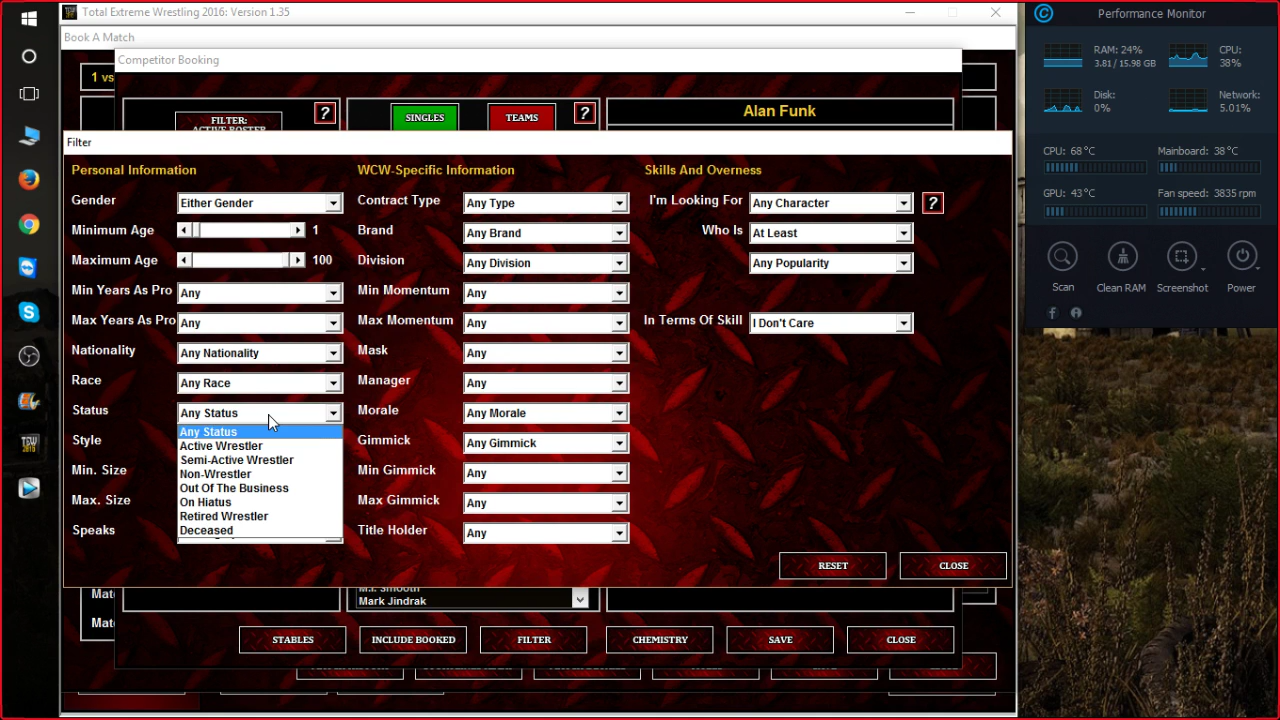 Total Extreme Wrestling 2016: Version 1.35
Book A Match
Competitor Booking
1 vs
FILTER:
ACTIVE ROSTER
?
SINGLES
TEAMS
?
Alan Funk
Filter
Personal Information
Gender
Either Gender
Minimum Age
1
Maximum Age
100
Min Years As Pro
Any
Max Years As Pro
Any
Nationality
Any Nationality
Race
Any Race
Status
Any Status
Any Status
Active Wrestler
Semi-Active Wrestler
Non-Wrestler
Out Of The Business
On Hiatus
Retired Wrestler
Deceased
Style
Min. Size
Max. Size
Speaks
WCW-Specific Information
Contract Type
Any Type
Brand
Any Brand
Division
Any Division
Min Momentum
Any
Max Momentum
Any
Mask
Any
Manager
Any
Morale
Any Morale
Gimmick
Any Gimmick
Min Gimmick
Any
Max Gimmick
Any
Title Holder
Any
Skills And Overness
I'm Looking For
Any Character
?
Who Is
At Least
Any Popularity
In Terms Of Skill
I Don't Care
RESET
CLOSE
Mat
Mat
M.I. Smooth
Mark Jindrak
STABLES
INCLUDE BOOKED
FILTER
CHEMISTRY
SAVE
CLOSE
TEW
2016
Performance Monitor
RAM: 24%
3.81 / 15.98 GB
CPU:
38%
Disk:
0%
Network:
5.01%
CPU: 68°C
Mainboard: 38°C
GPU: 43°C
Fan speed: 3835 rpm
Scan
Clean RAM
Screenshot
Power